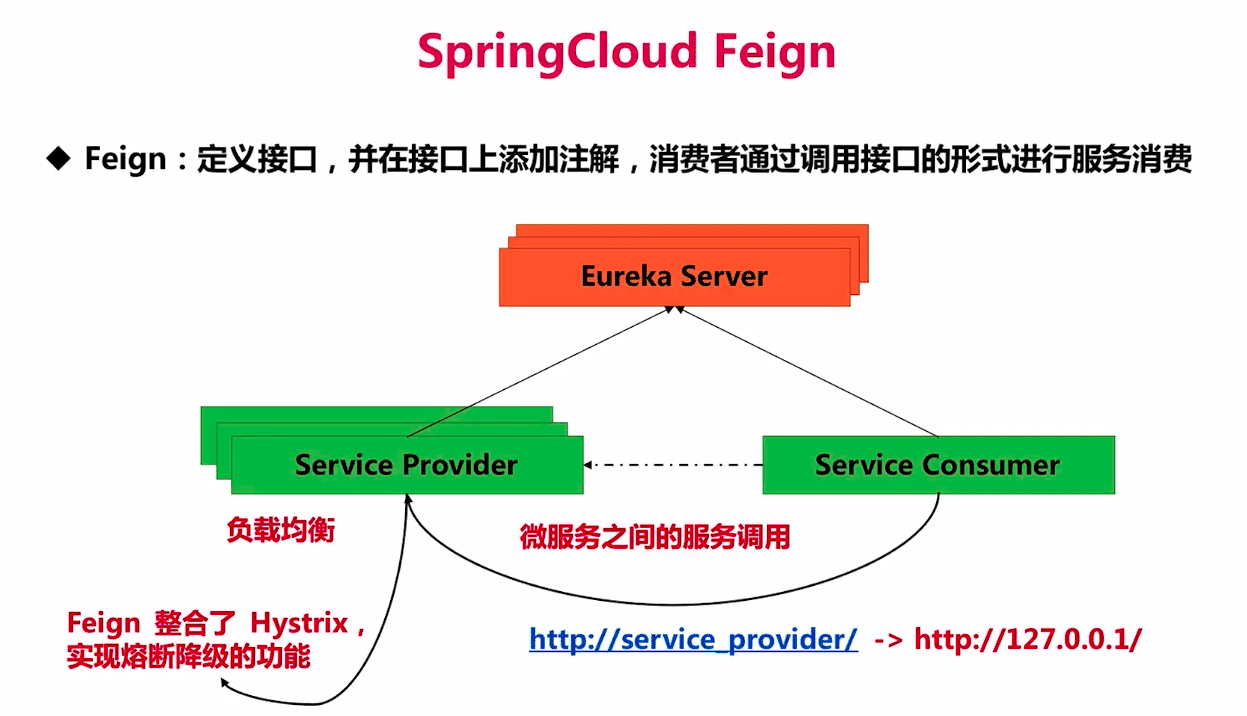 SpringCloud Feign
◆ Feign：定义接口，并在接口上添加注解，消费者通过调用接口的形式进行服务消费
Eureka Server
Service Provider
Service Consumer
负载均衡
微服务之间的服务调用
Feign 整合了 Hystrix，
实现熔断降级的功能
http://service_provider/ -> http://127.0.0.1/